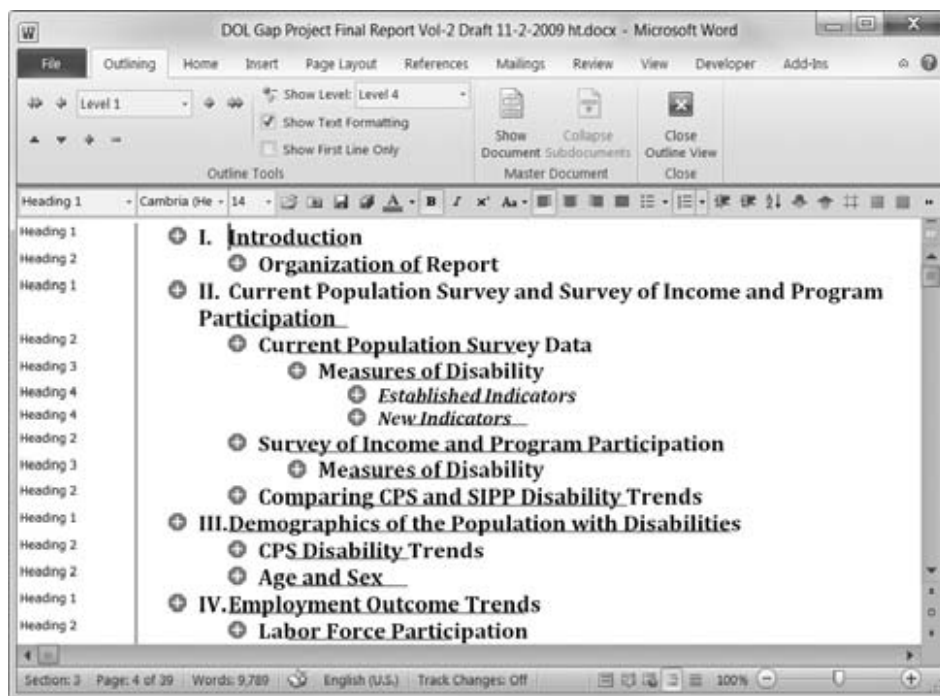 DOL Gap Project Final Report Vol-2 Draft 11-2-2009 ht.docx - Microsoft Word
File Outlining Home Insert Page Layout References Mailings Review View Developer Add-Ins
Level 1 Show Level: Level 4
Show Text Formatting
Show First Line Only
Show Document Collapse Subdocuments Close Outline View
Outline Tools Master Document Close
Heading 1 Cambria (He 14 A B I x' Aa
Heading 1 I. Introduction
Heading 2 Organization of Report
Heading 1 II. Current Population Survey and Survey of Income and Program
Participation
Heading 2 Current Population Survey Data
Heading 3 Measures of Disability
Heading 4 Established Indicators
Heading 4 New Indicators
Heading 2 Survey of Income and Program Participation
Heading 3 Measures of Disability
Heading 2 Comparing CPS and SIPP Disability Trends
Heading 1 III.Demographics of the Population with Disabilities
Heading 2 CPS Disability Trends
Heading 2 Age and Sex
Heading 1 IV.Employment Outcome Trends
Heading 2 Labor Force Participation
Section: 3 Page: 4 of 39 Words: 9,789 English (U.S.) Track Changes: Off 100%